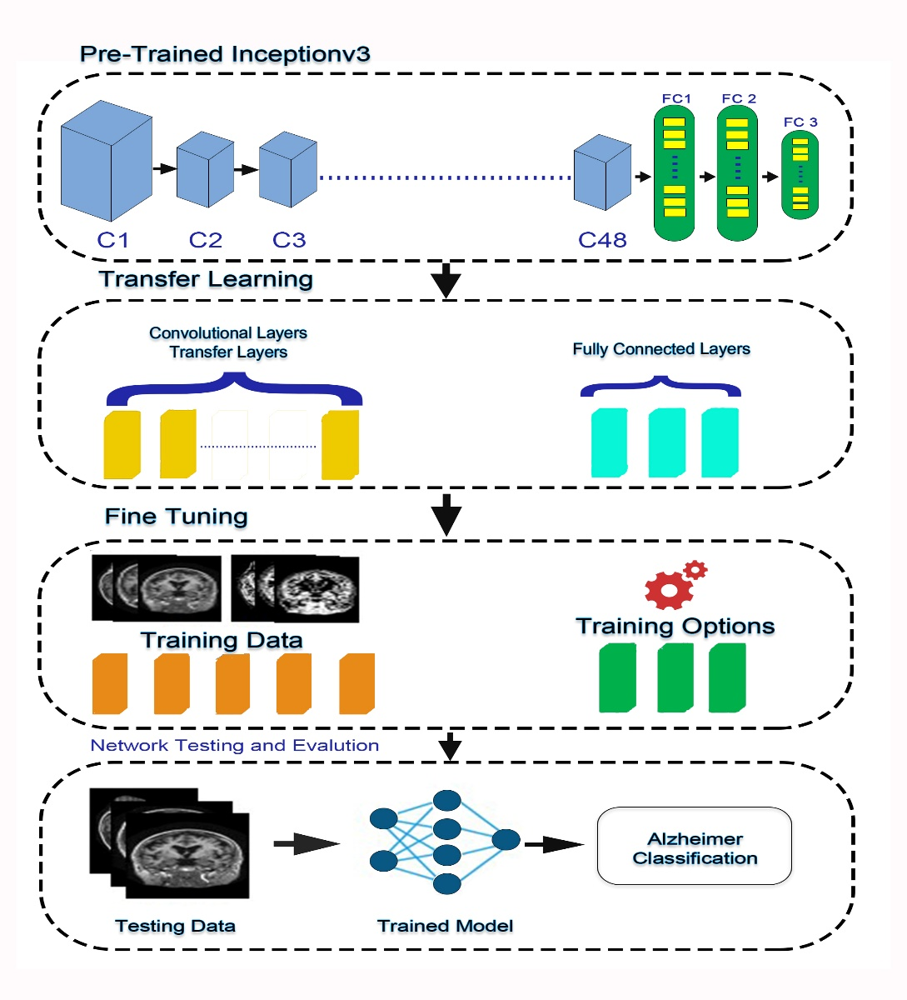 Pre-Trained Inceptionv3
FC1
FC 2
FC 3
C1
C2
C3
C48
Transfer Learning
Convolutional Layers
Transfer Layers
Fully Connected Layers
Fine Tuning
Training Data
Training Options
Network Testing and Evalution
Alzheimer
Classification
Testing Data
Trained Model